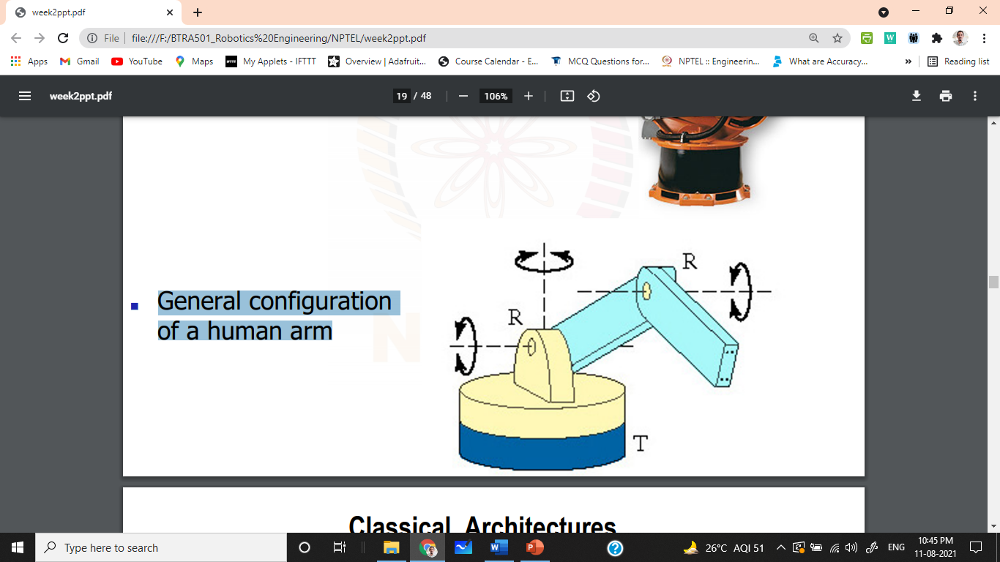 week2ppt.pdf
File
file:///F:/BTRA501_Robotics%20Engineering/NPTEL/week2ppt.pdf
Apps
Gmail
YouTube
Maps
IFTTT
My Applets - IFTTT
Overview | Adafruit...
Course Calendar - E...
MCQ Questions for...
NPTEL :: Engineerin...
What are Accuracy...
»
Reading list
week2ppt.pdf
19 / 48
106%
R
R
General configuration
of a human arm
N
T
Classical Architectures
Type here to search
26°C AQI 51
ENG
10:45 PM
11-08-2021